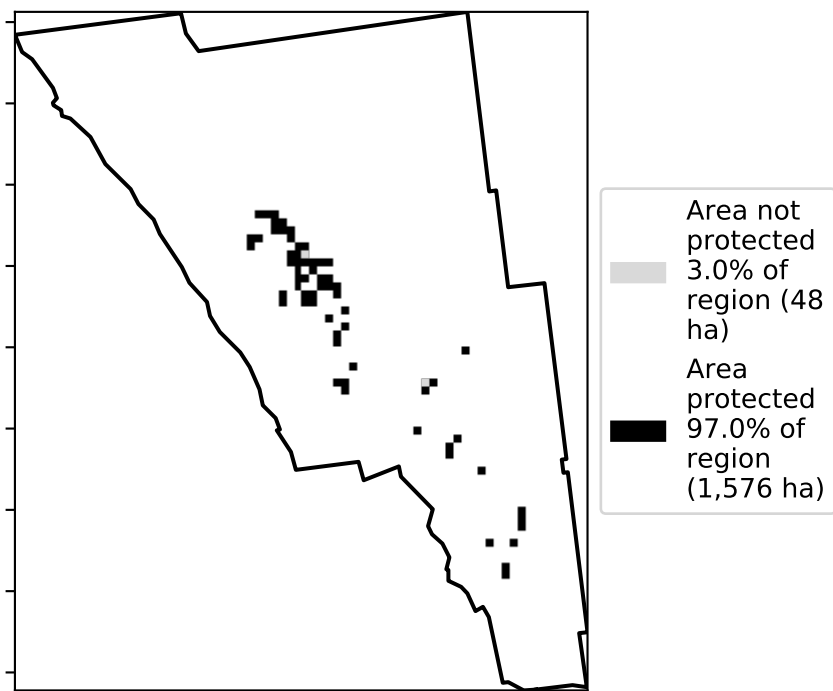 Area not
protected
3.0% of
region (48
ha)
Area
protected
97.0% of
region
(1,576 ha)